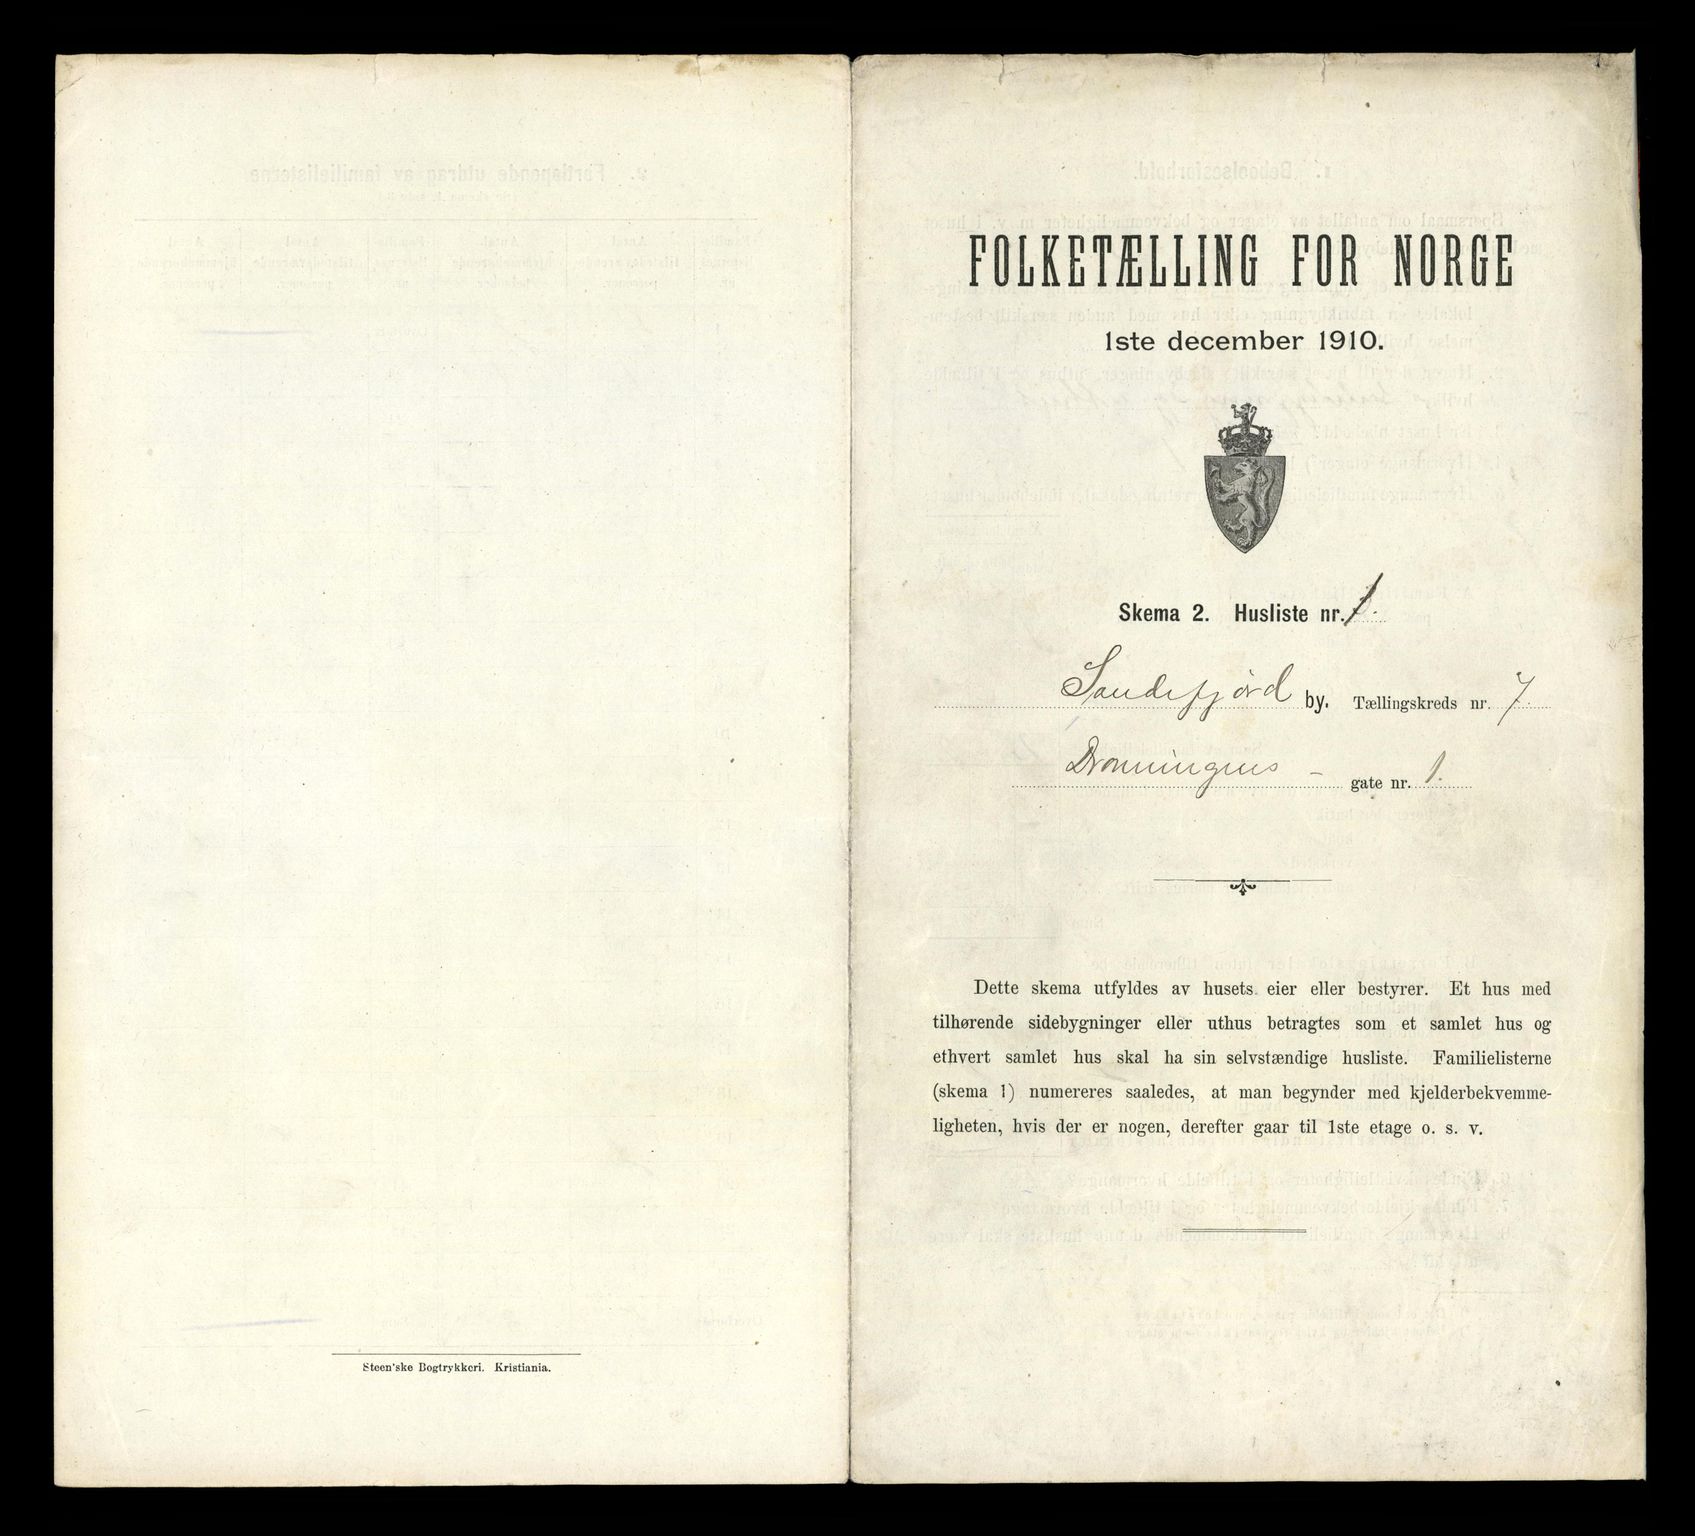 Steen'ske Bogtrykkeri. Kristiania.
FOLKETÆLLING FOR NORGE
1ste december 1910.
Skema 2. Husliste nr. 1.
Sandefjord by. Tællingskreds nr. 7.
Dronningens - gate nr. 1.
Dette skema utfyldes av husets eier eller bestyrer. Et hus med
tilhørende sidebygninger eller uthus betragtes som et samlet hus og
ethvert samlet hus skal ha sin selvstændige husliste. Familielisterne
(skema 1) numereres saaledes, at man begynder med kjelderbekvemme-
ligheten, hvis der er nogen, derefter gaar til 1ste etage o. s. v.